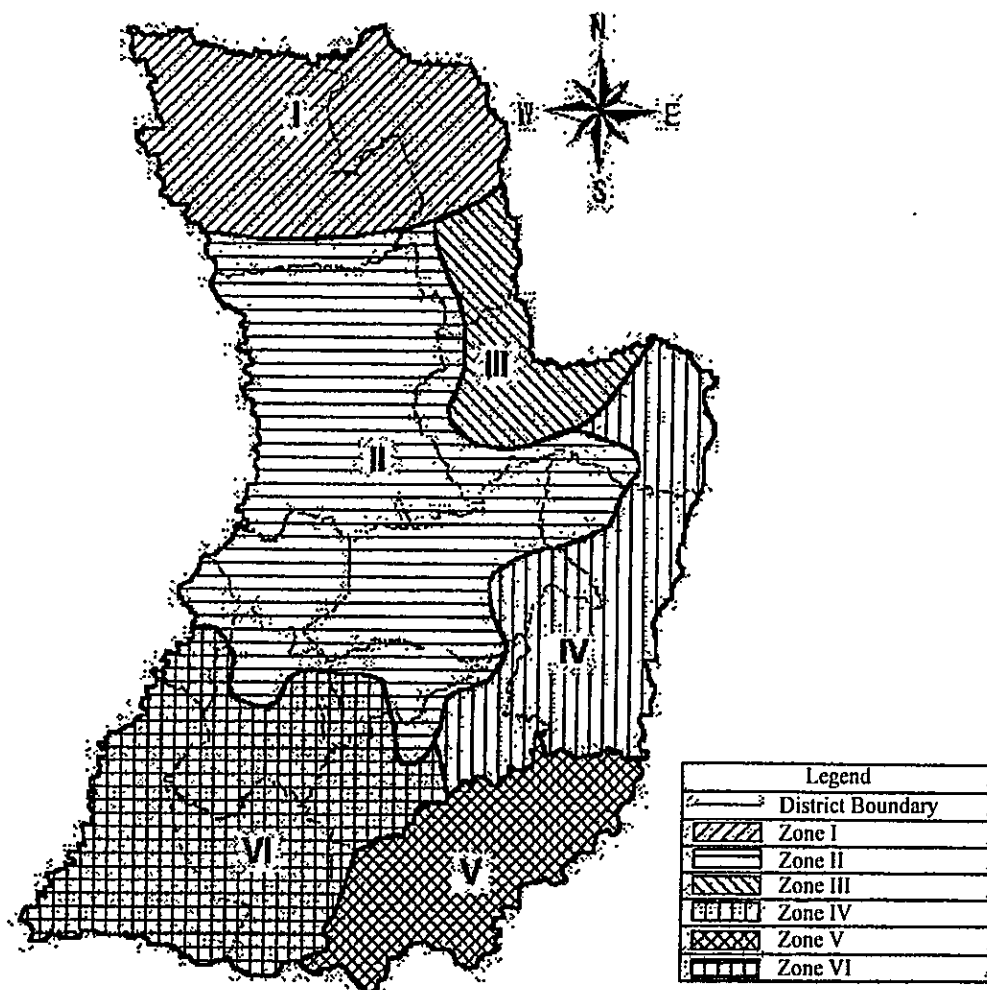 N
W E
S
I
III
II
IV
VI
V
Legend
District Boundary
Zone I
Zone II
Zone III
Zone IV
Zone V
Zone VI